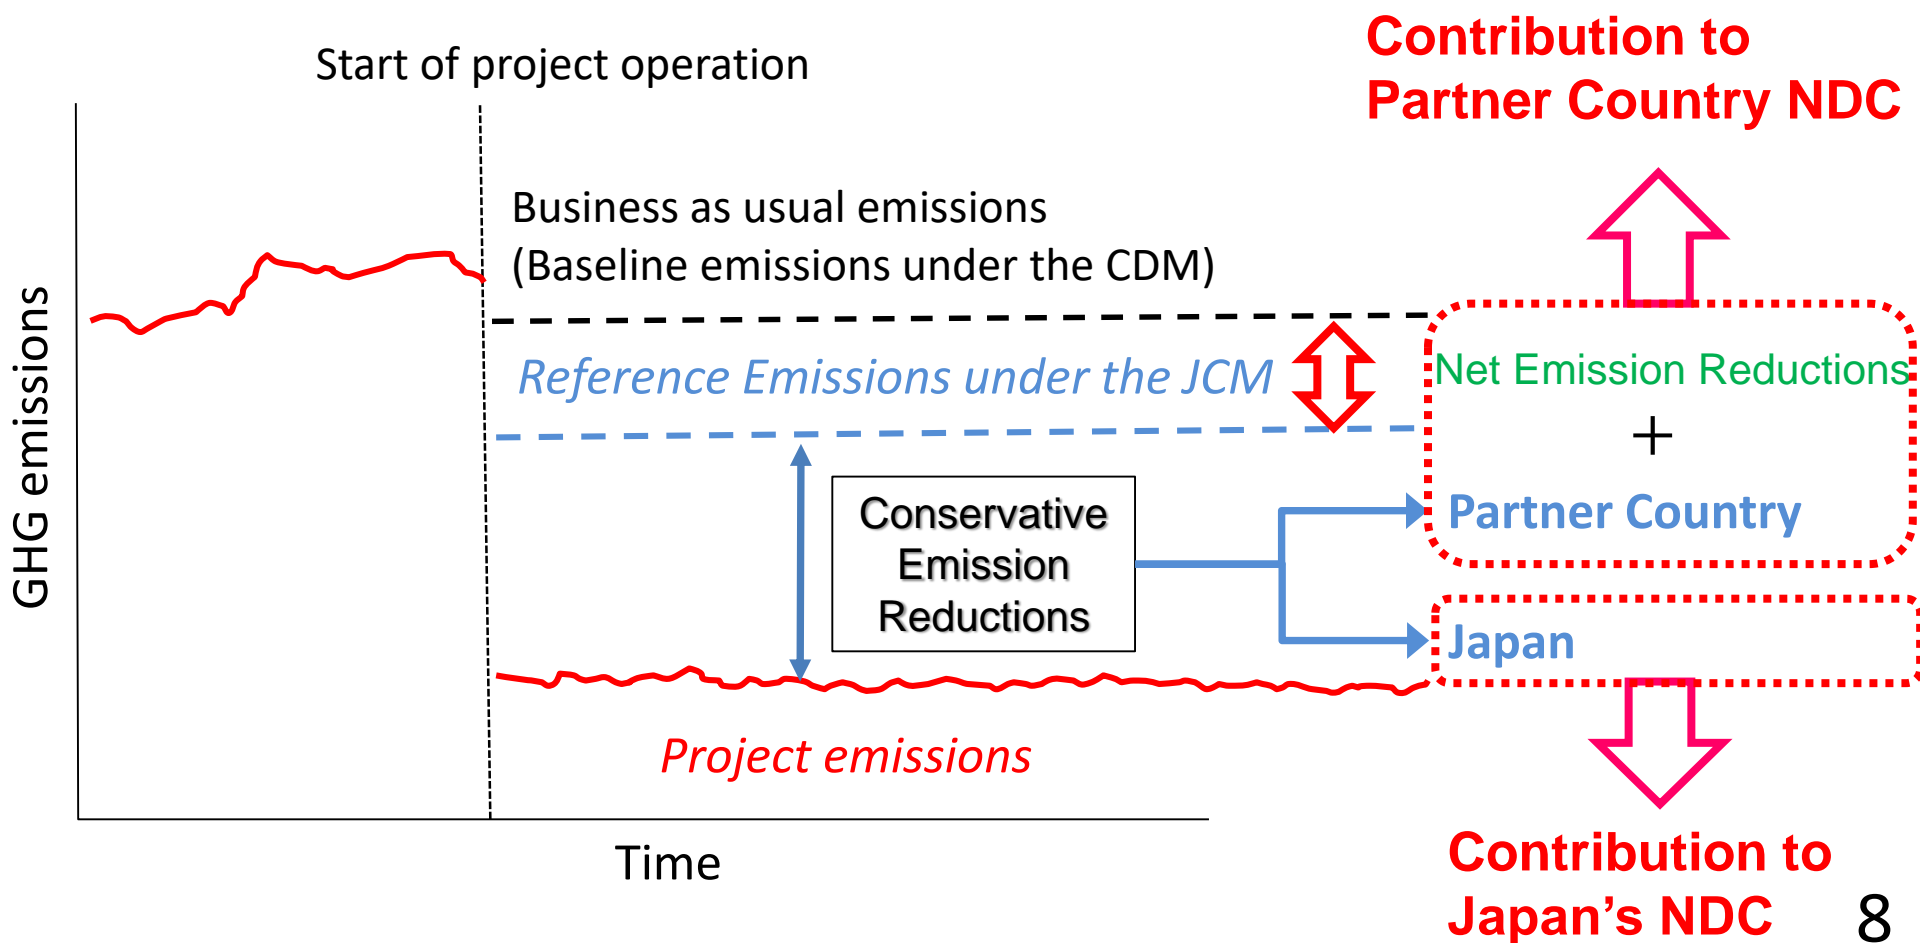 Contribution to
Partner Country NDC
Start of project operation
Business as usual emissions
(Baseline emissions under the CDM)
Reference Emissions under the JCM
Net Emission Reductions
+
Conservative
Emission
Reductions
Partner Country
Japan
GHG emissions
Project emissions
Time
Contribution to
Japan’s NDC
8